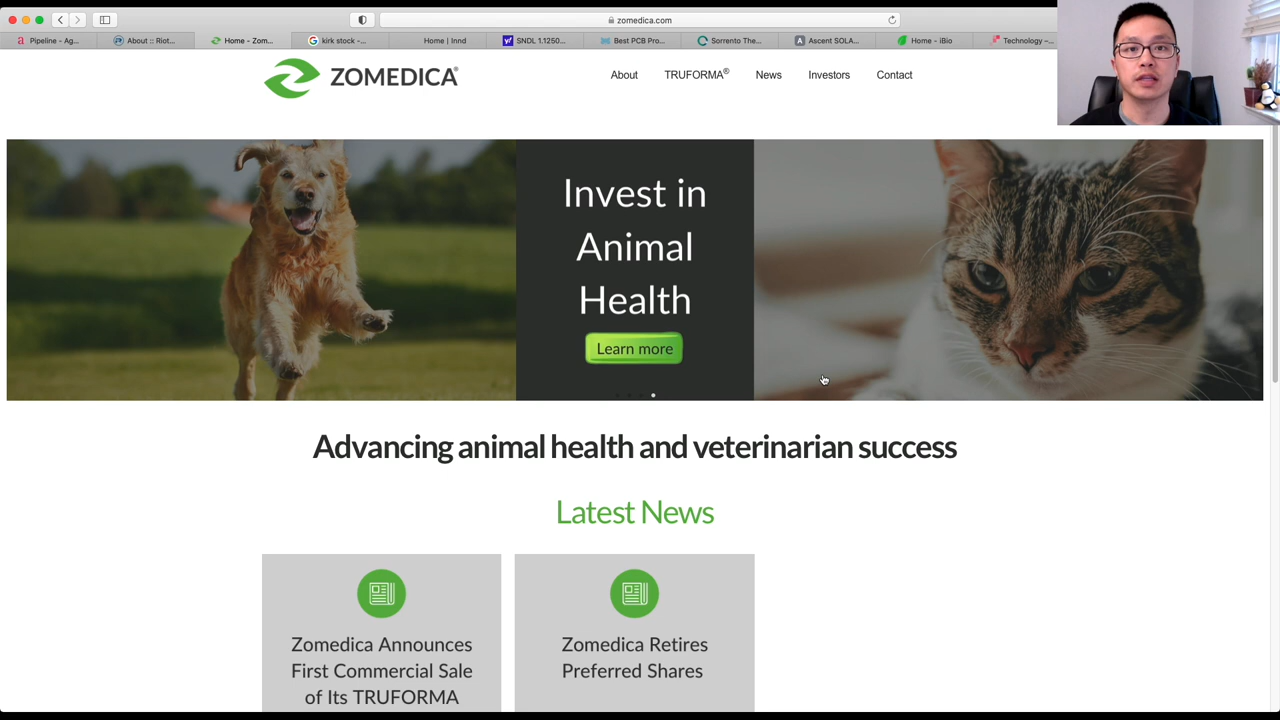 zomedica.com
Pipeline - Ag...
About :: Riot...
Home - Zom...
kirk stock -...
Home | Innd
SNDL 1.1250...
Best PCB Pro...
Sorrento The...
Ascent SOLA...
Home - iBio
Technology –...
ZOMEDICA®
About
TRUFORMA®
News
Investors
Contact
Invest in
Animal
Health
Learn more
Advancing animal health and veterinarian success
Latest News
Zomedica Announces
First Commercial Sale
of Its TRUFORMA
Zomedica Retires
Preferred Shares